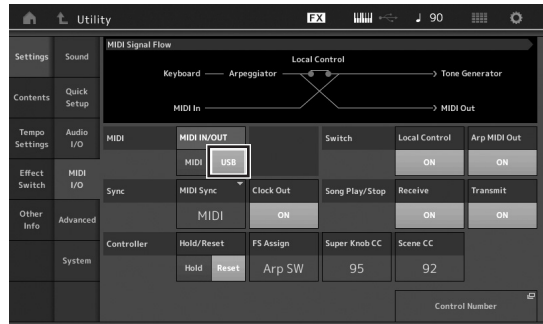 Utility FX ♩ 90
MIDI Signal Flow
Local Control
Keyboard Arpeggiator Tone Generator
MIDI In MIDI Out
Settings Sound
Contents Quick Setup
Tempo Settings Audio I/O
Effect Switch MIDI I/O
Other Info Advanced
System
MIDI MIDI IN/OUT Switch Local Control Arp MIDI Out
MIDI USB ON ON
Sync MIDI Sync Clock Out Song Play/Stop Receive Transmit
MIDI ON ON ON
Controller Hold/Reset FS Assign Super Knob CC Scene CC
Hold Reset Arp SW 95 92
Control Number